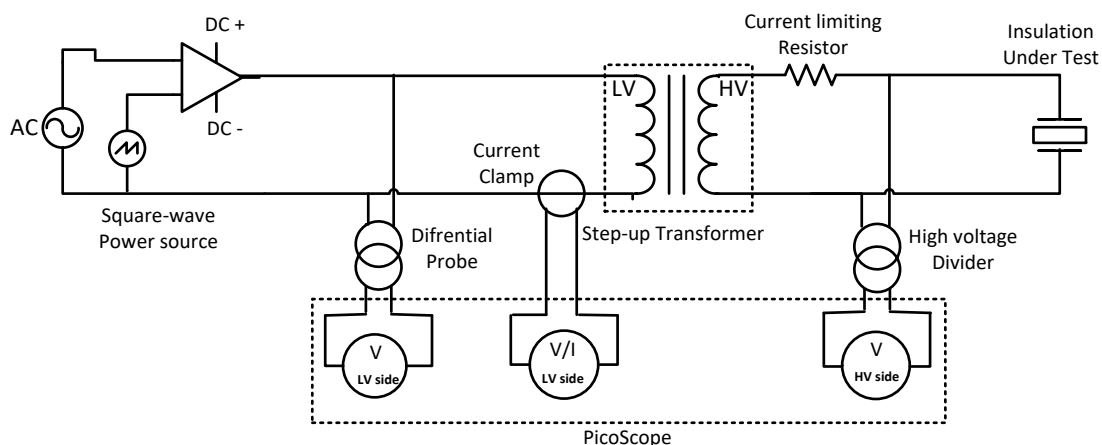 DC +
AC
DC -
Square-wave
Power source
Current
Clamp
LV
HV
Step-up Transformer
Current limiting
Resistor
Insulation
Under Test
Difrential
Probe
High voltage
Divider
V
LV side
V/I
LV side
V
HV side
PicoScope